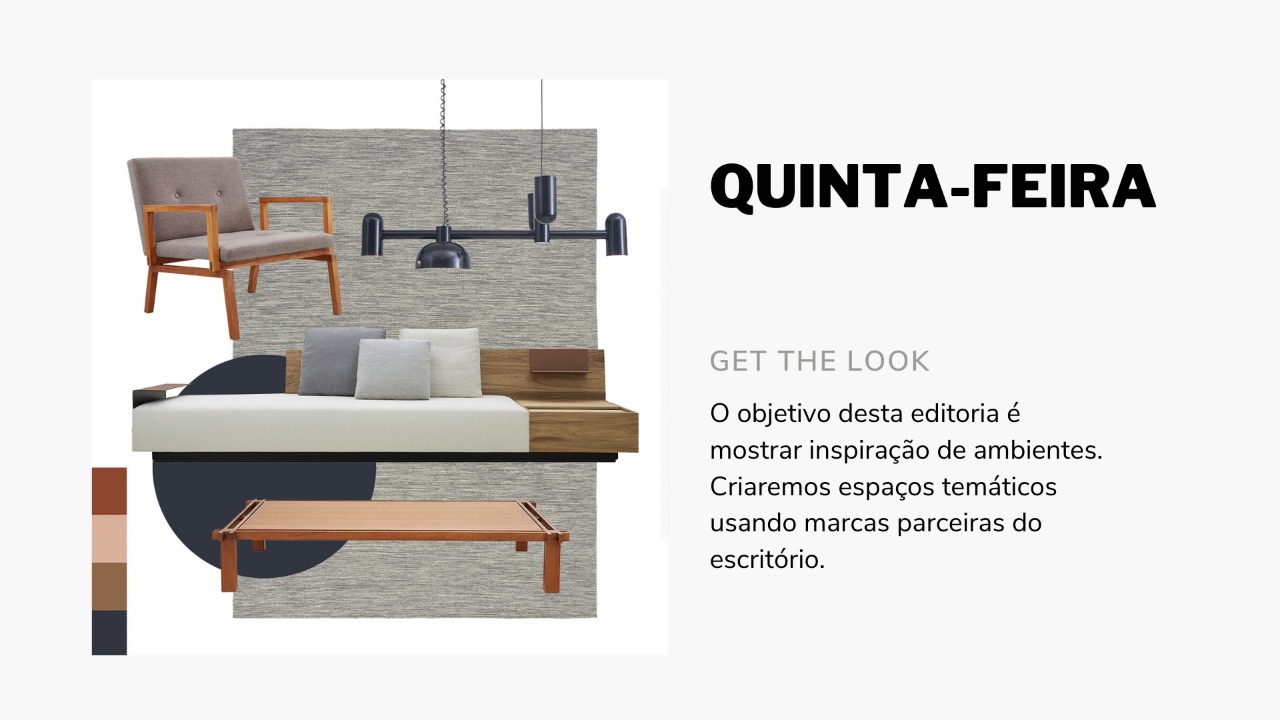 QUINTA-FEIRA
GET THE LOOK
O objetivo desta editoria é
mostrar inspiração de ambientes.
Criaremos espaços temáticos
usando marcas parceiras do
escritório.